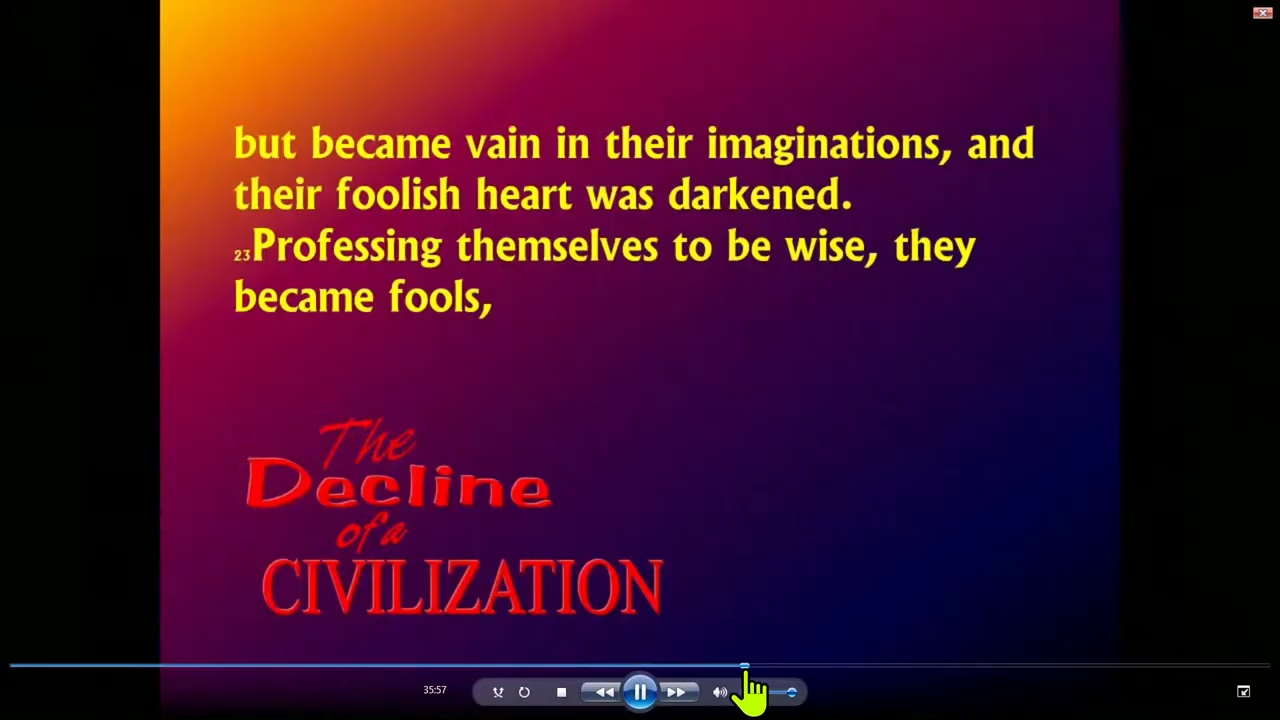 but became vain in their imaginations, and
their foolish heart was darkened.
23Professing themselves to be wise, they
became fools,
The
Decline
of a
CIVILIZATION
35:57